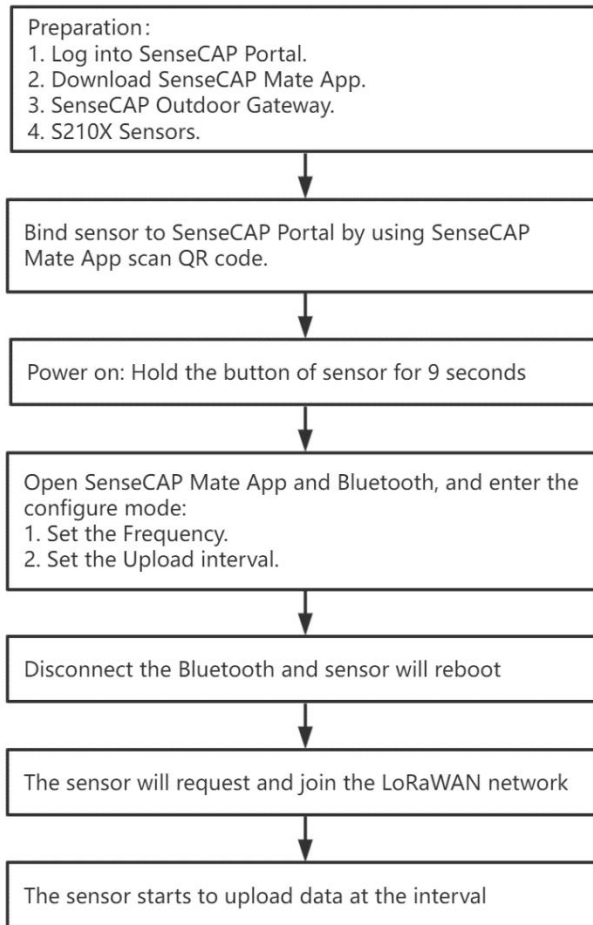 Preparation:
1. Log into SenseCAP Portal.
2. Download SenseCAP Mate App.
3. SenseCAP Outdoor Gateway.
4. S210X Sensors.
Bind sensor to SenseCAP Portal by using SenseCAP
Mate App scan QR code.
Power on: Hold the button of sensor for 9 seconds
Open SenseCAP Mate App and Bluetooth, and enter the
configure mode:
1. Set the Frequency.
2. Set the Upload interval.
Disconnect the Bluetooth and sensor will reboot
The sensor will request and join the LoRaWAN network
The sensor starts to upload data at the interval